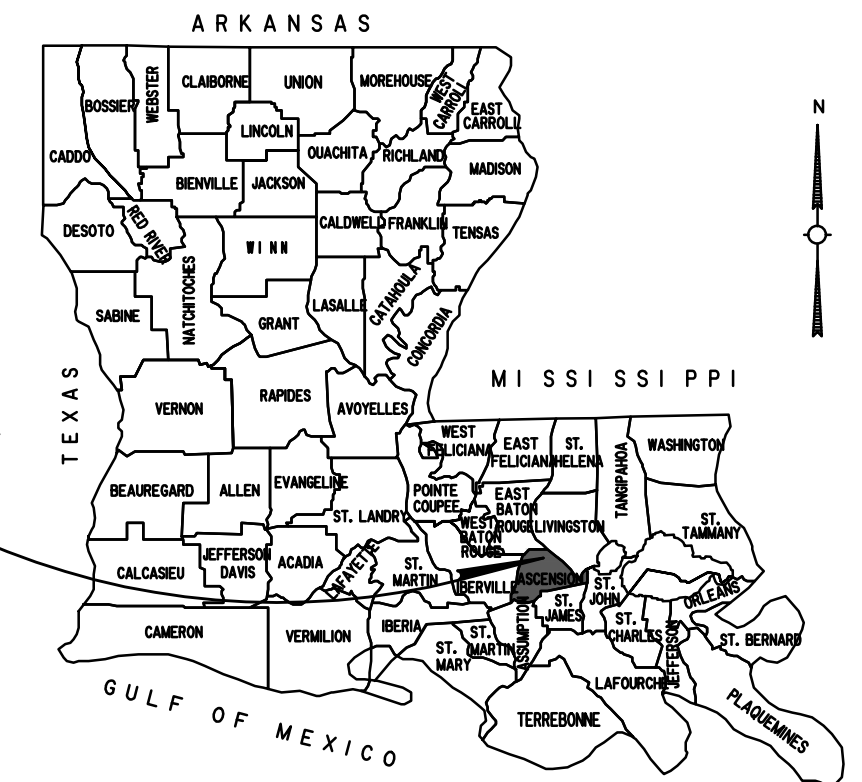 ARKANSAS
N
CLAIBORNE
UNION
MOREHOUSE
WEST
CARROLL
WEBSTER
BOSSIER
EAST
CARROLL
LINCOLN
OUACHITA
RICHLAND
CADDO
MADISON
BIENVILLE
JACKSON
DESOTO
RED RIVER
CALDWELL
FRANKLIN
TENSAS
WINN
NATCHITOCHES
CATAHOULA
SABINE
LASALLE
GRANT
CONCORDIA
MISSISSIPPI
TEXAS
VERNON
RAPIDES
AVOYELLES
WEST
FELICIANA
EAST
FELICIANA
ST.
HELENA
TANGIPAHOA
WASHINGTON
BEAUREGARD
ALLEN
EVANGELINE
POINTE
COUPEE
EAST
BATON
ROUGE
ST. LANDRY
WEST
BATON
ROUGE
LIVINGSTON
ST.
TAMMANY
CALCASIEU
JEFFERSON
DAVIS
ACADIA
LAFAYETTE
ST.
MARTIN
IBERVILLE
ASCENSION
ST.
JOHN
ORLEANS
CAMERON
VERMILION
IBERIA
ST.
JAMES
ST.
CHARLES
ST.
MARY
ST.
MARTIN
ASSUMPTION
JEFFERSON
ST. BERNARD
LAFOURCHE
TERREBONNE
PLAQUEMINES
GULF OF MEXICO